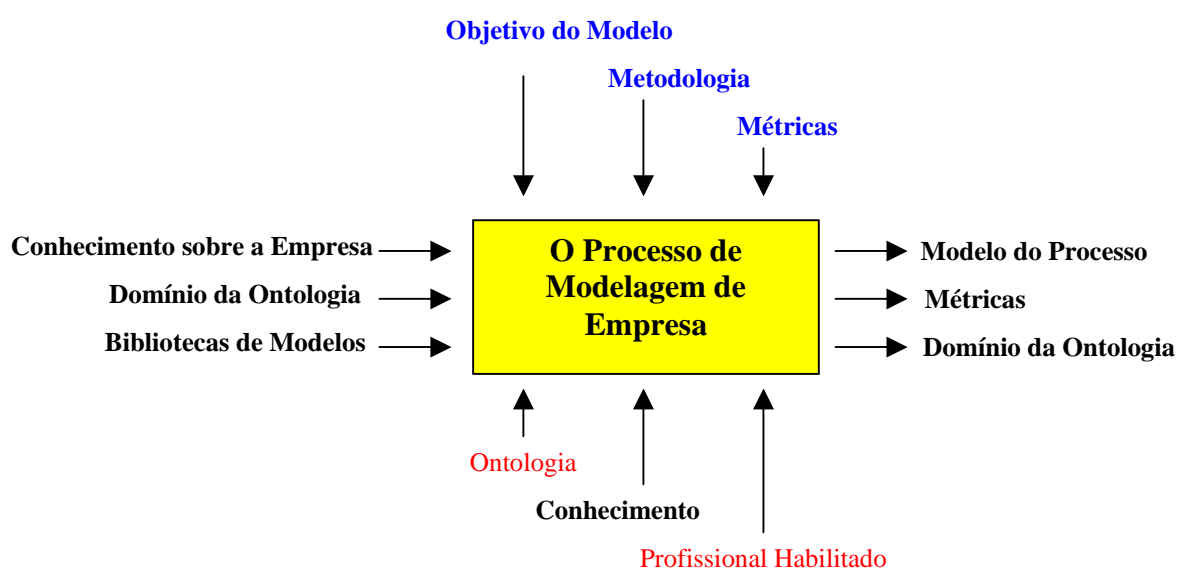 Objetivo do Modelo
Metodologia
Métricas
Conhecimento sobre a Empresa
Domínio da Ontologia
Bibliotecas de Modelos
O Processo de
Modelagem de
Empresa
Modelo do Processo
Métricas
Domínio da Ontologia
Ontologia
Conhecimento
Profissional Habilitado